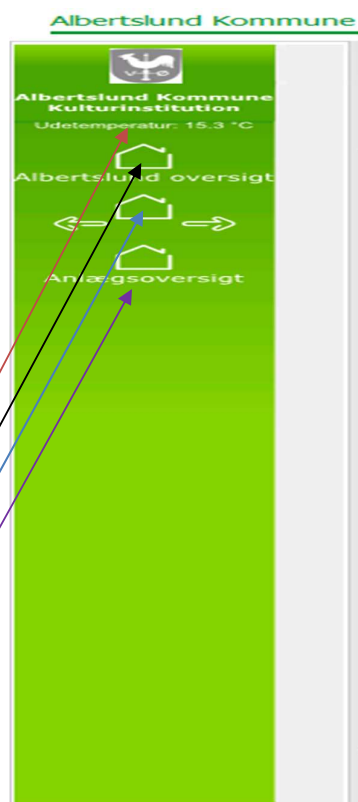 Albertslund Kommune
V ø
Albertslund Kommune
Kulturinstitution
Udetemperatur: 15.3 °C
Albertslund oversigt
Anlægsoversigt